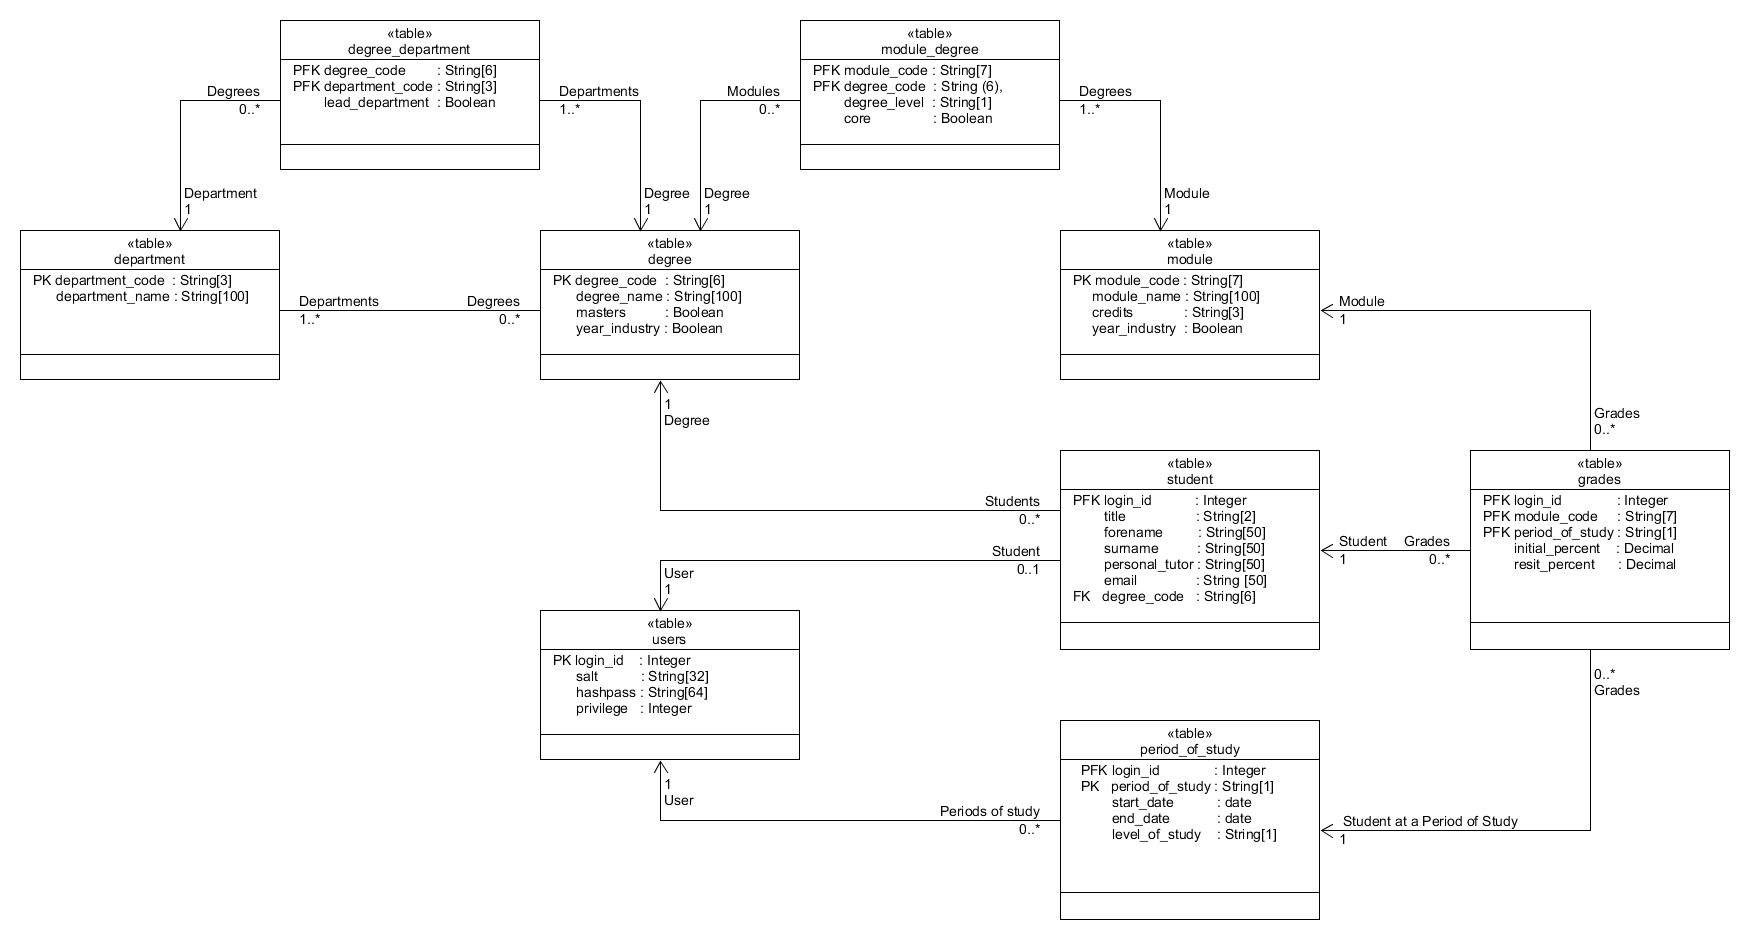 «table»
degree_department
PFK degree_code : String[6]
PFK department_code : String[3]
lead_department : Boolean
«table»
module_degree
PFK module_code : String[7]
PFK degree_code : String (6),
degree_level : String[1]
core : Boolean
Degrees
0..*
Departments
1..*
Modules
0..*
Degrees
1..*
Department
1
Degree
1
Degree
1
Module
1
«table»
department
PK department_code : String[3]
department_name : String[100]
Departments
1..*
Degrees
0..*
«table»
degree
PK degree_code : String[6]
degree_name : String[100]
masters : Boolean
year_industry : Boolean
«table»
module
PK module_code : String[7]
module_name : String[100]
credits : String[3]
year_industry : Boolean
Module
1
Grades
0..*
1
Degree
Students
0..*
«table»
student
PFK login_id : Integer
title : String[2]
forename : String[50]
surname : String[50]
personal_tutor : String[50]
email : String [50]
FK degree_code : String[6]
Student
1
Grades
0..*
«table»
grades
PFK login_id : Integer
PFK module_code : String[7]
PFK period_of_study : String[1]
initial_percent : Decimal
resit_percent : Decimal
Student
0..1
User
1
«table»
users
PK login_id : Integer
salt : String[32]
hashpass : String[64]
privilege : Integer
1
User
Periods of study
0..*
«table»
period_of_study
PFK login_id : Integer
PK period_of_study : String[1]
start_date : date
end_date : date
level_of_study : String[1]
0..*
Grades
Student at a Period of Study
1